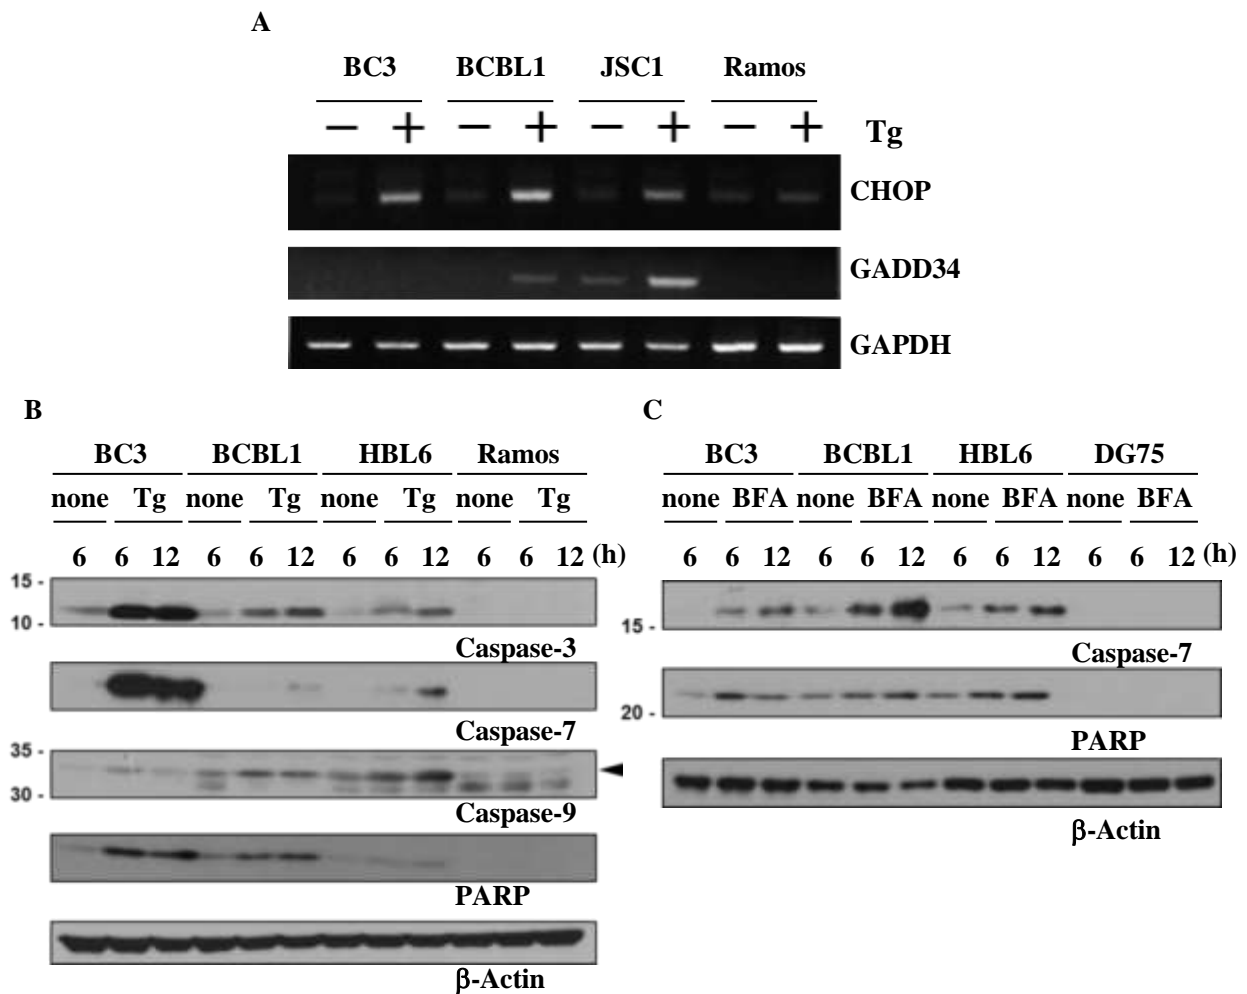 A
BC3 BCBL1 JSC1 Ramos
− + − + − + − + Tg
CHOP
GADD34
GAPDH
B
BC3 BCBL1 HBL6 Ramos
none Tg none Tg none Tg none Tg
6 6 12 6 6 12 6 6 12 6 6 12 (h)
15 -
10 -
Caspase-3
Caspase-7
35 -
30 -
Caspase-9
PARP
β-Actin
C
BC3 BCBL1 HBL6 DG75
none BFA none BFA none BFA none BFA
6 6 12 6 6 12 6 6 12 6 6 12 (h)
15 -
Caspase-7
20 -
PARP
β-Actin